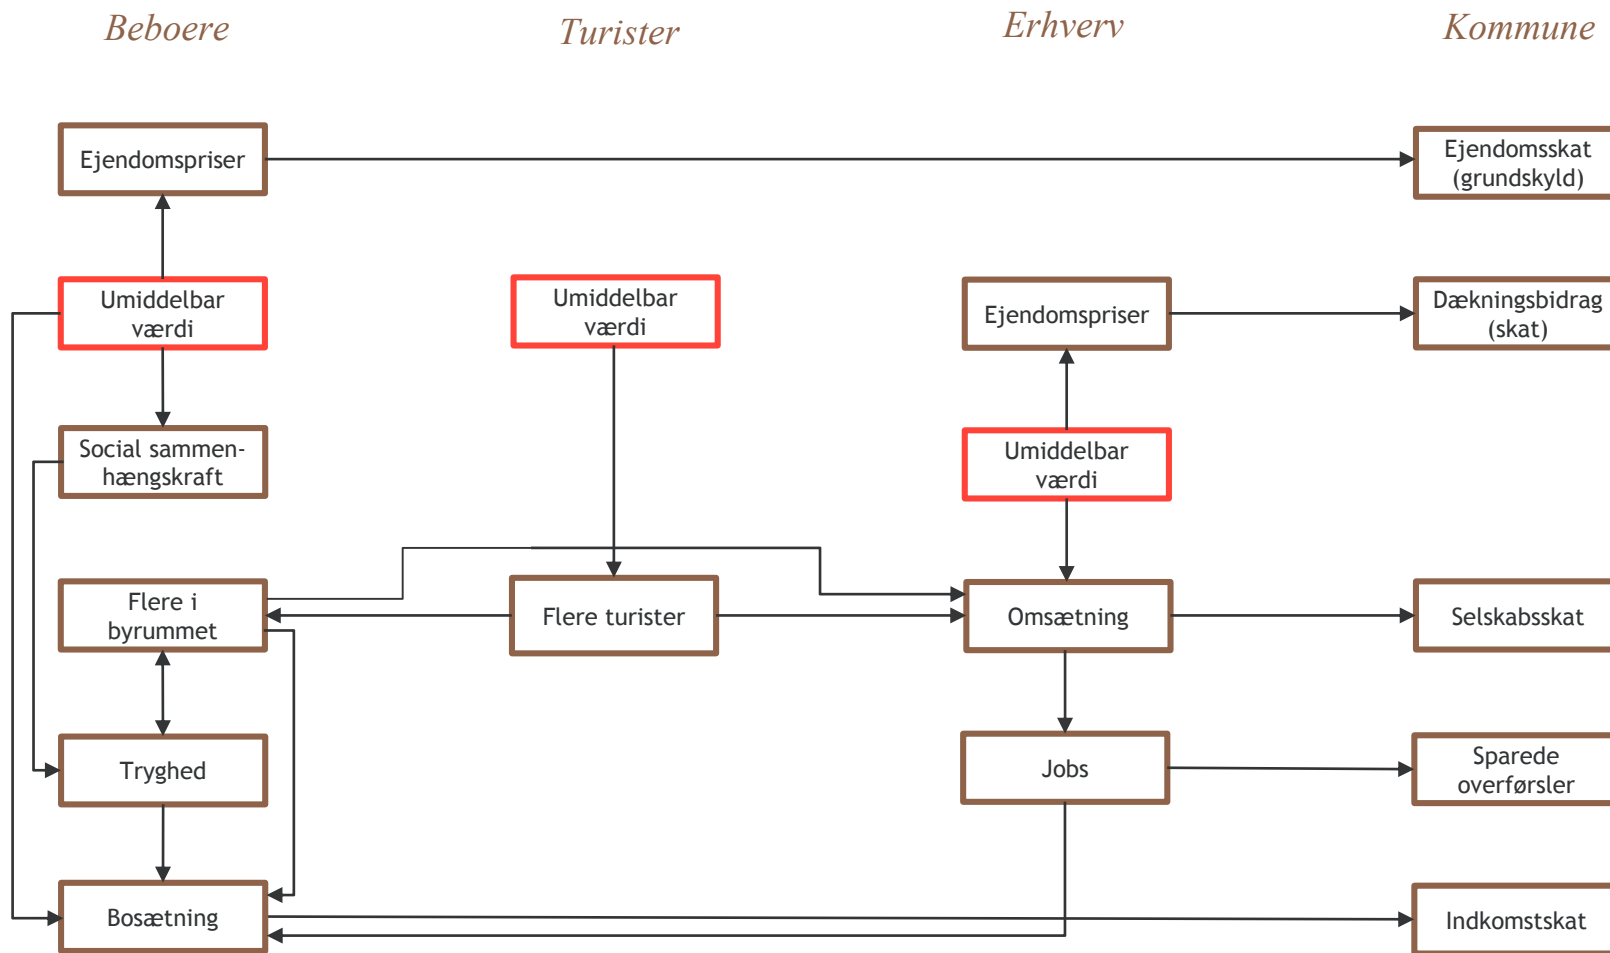 Beboere
Turister
Erhverv
Kommune
Ejendomspriser
Ejendomsskat
(grundskyld)
Umiddelbar
værdi
Umiddelbar
værdi
Ejendomspriser
Dækningsbidrag
(skat)
Social sammen-
hængskraft
Umiddelbar
værdi
Flere i
byrummet
Flere turister
Omsætning
Selskabsskat
Tryghed
Jobs
Sparede
overførsler
Bosætning
Indkomstskat